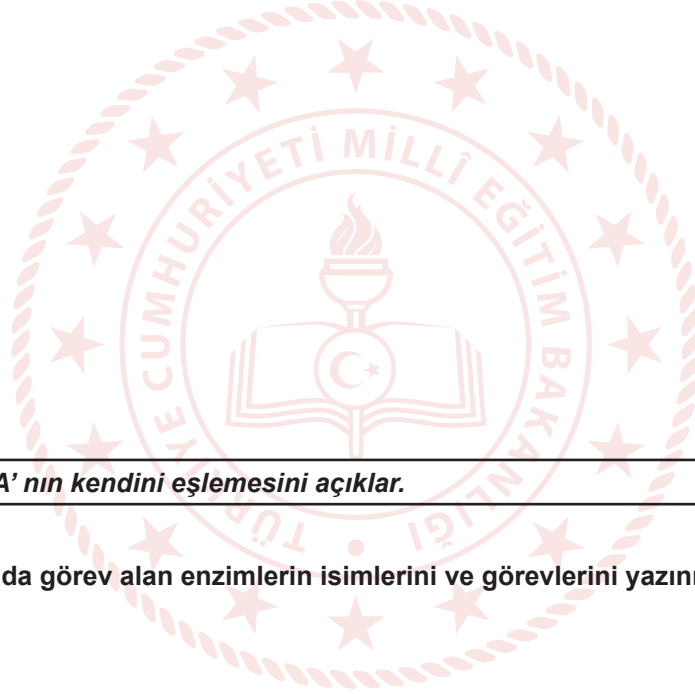 TÜRKİYE CUMHURİYETİ MİLLÎ EĞİTİM BAKANLIĞI
nın kendini eşlemesini açıklar.
da görev alan enzimlerin isimlerini ve görevlerini